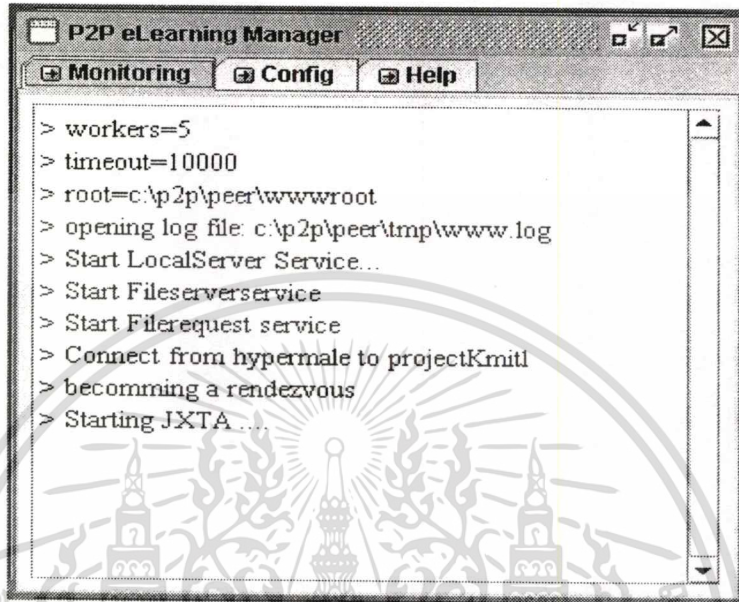 P2P eLearning Manager
Monitoring Config Help
> workers=5
> timeout=10000
> root=c:\p2p\peer\wwwroot
> opening log file: c:\p2p\peer\tmp\www.log
> Start LocalServer Service...
> Start Fileserverservice
> Start Filerequest service
> Connect from hypermale to projectKmitl
> becomming a rendezvous
> Starting JXTA ....